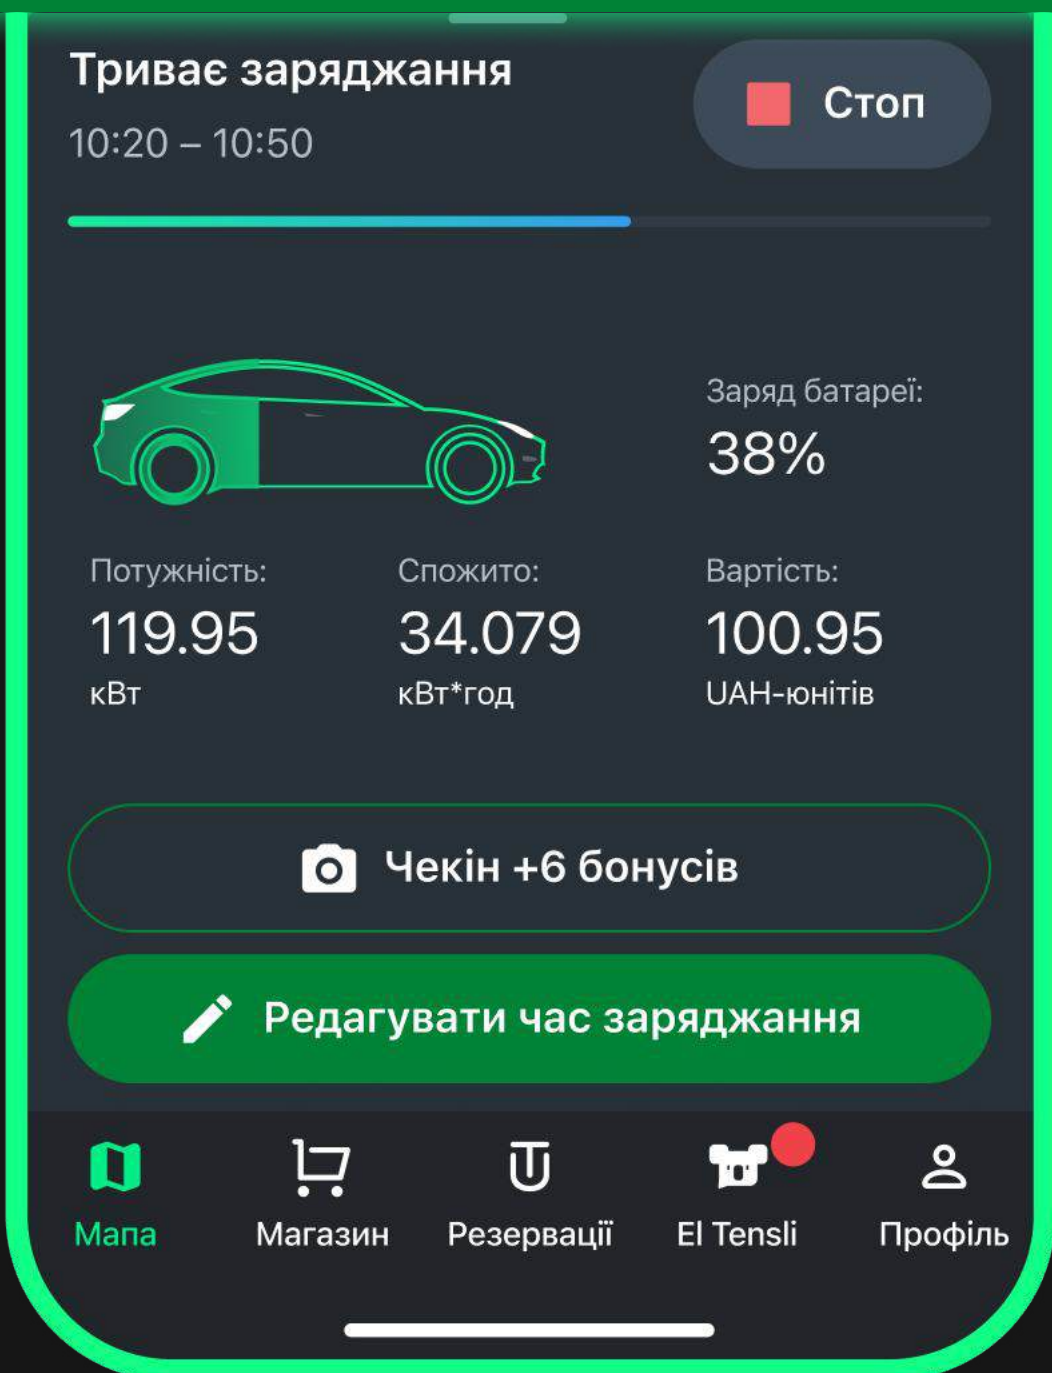 Триває заряджання
Стоп
10:20 – 10:50
Заряд батареї:
38%
Потужність:
119.95
кВт
Спожито:
34.079
кВт*год
Вартість:
100.95
UAH-юнітів
Чекін +6 бонусів
Редагувати час заряджання
Мапа
Магазин
Резервації
El Tensli
Профіль